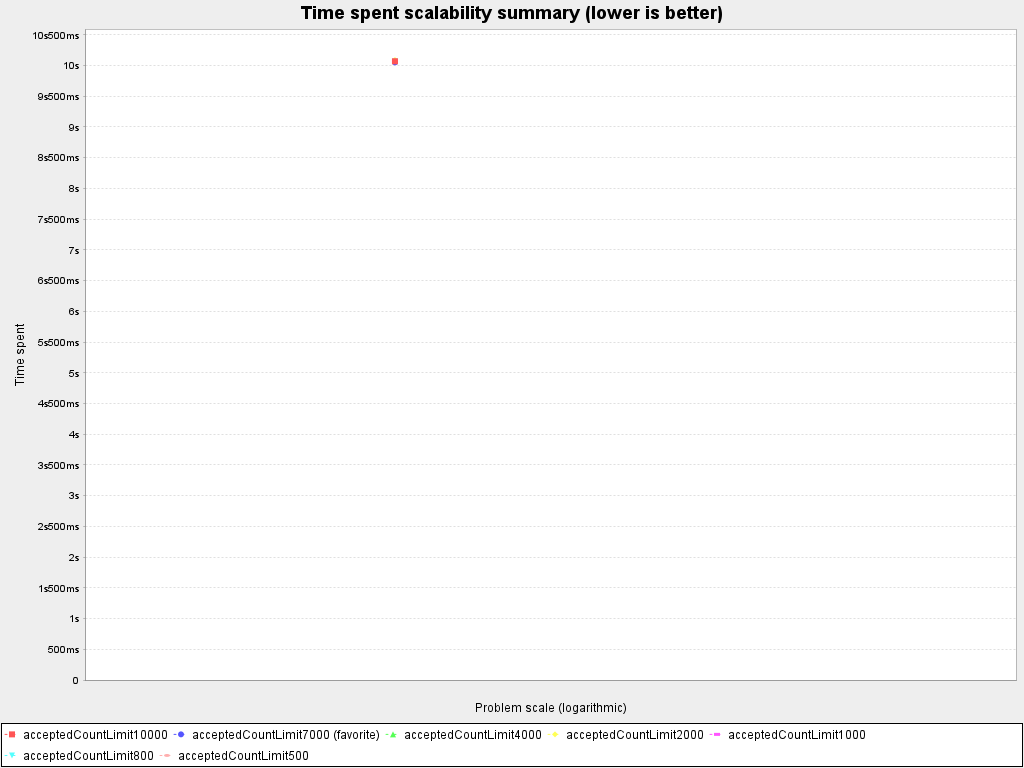 Time spent scalability summary (lower is better)
10s500ms
10s
9s500ms
9s
8s500ms
8s
7s500ms
7s
6s500ms
6s
5s500ms
5s
4s500ms
4s
3s500ms
3s
2s500ms
2s
1s500ms
1s
500ms
0
Time spent
Problem scale (logarithmic)
acceptedCountLimit10000 acceptedCountLimit7000 (favorite) acceptedCountLimit4000 acceptedCountLimit2000 acceptedCountLimit1000
acceptedCountLimit800 acceptedCountLimit500